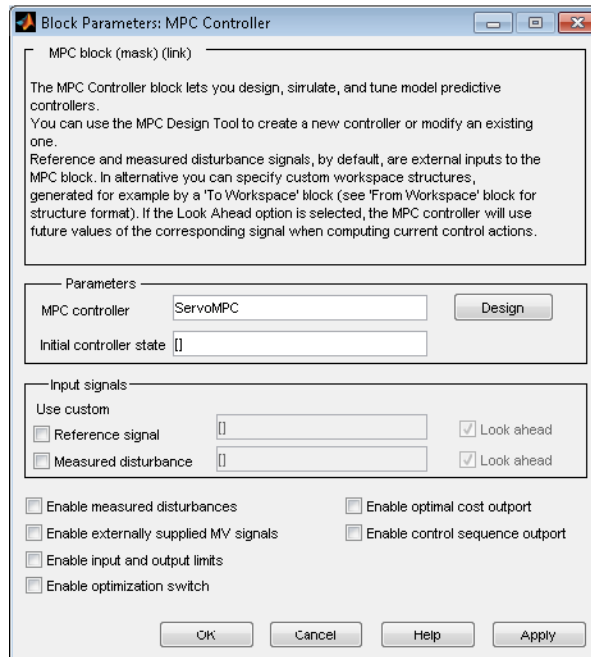 Block Parameters: MPC Controller
MPC block (mask) (link)
The MPC Controller block lets you design, simulate, and tune model predictive
controllers.
You can use the MPC Design Tool to create a new controller or modify an existing
one.
Reference and measured disturbance signals, by default, are external inputs to the
MPC block. In alternative you can specify custom workspace structures,
generated for example by a 'To Workspace' block (see 'From Workspace' block for
structure format). If the Look Ahead option is selected, the MPC controller will use
future values of the corresponding signal when computing current control actions.
Parameters
MPC controller ServoMPC Design
Initial controller state []
Input signals
Use custom
Reference signal [] Look ahead
Measured disturbance [] Look ahead
Enable measured disturbances Enable optimal cost outport
Enable externally supplied MV signals Enable control sequence outport
Enable input and output limits
Enable optimization switch
OK Cancel Help Apply